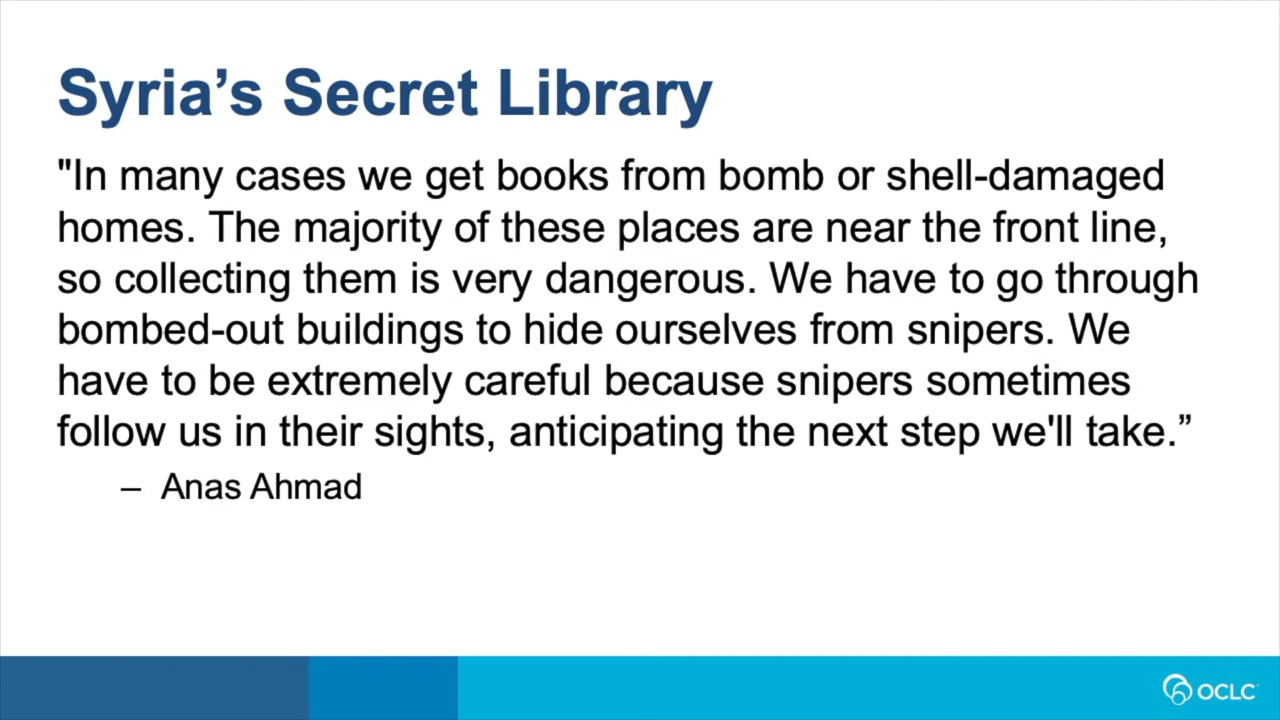 Syria’s Secret Library
"In many cases we get books from bomb or shell-damaged
homes. The majority of these places are near the front line,
so collecting them is very dangerous. We have to go through
bombed-out buildings to hide ourselves from snipers. We
have to be extremely careful because snipers sometimes
follow us in their sights, anticipating the next step we'll take.”
– Anas Ahmad
OCLC